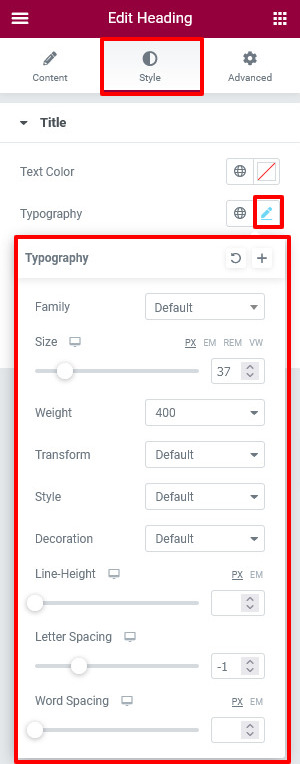 Edit Heading
Content Style Advanced
Title
Text Color
Typography
Typography
Family Default
Size PX EM REM VW
37
Weight 400
Transform Default
Style Default
Decoration Default
Line-Height PX EM
Letter Spacing
-1
Word Spacing PX EM